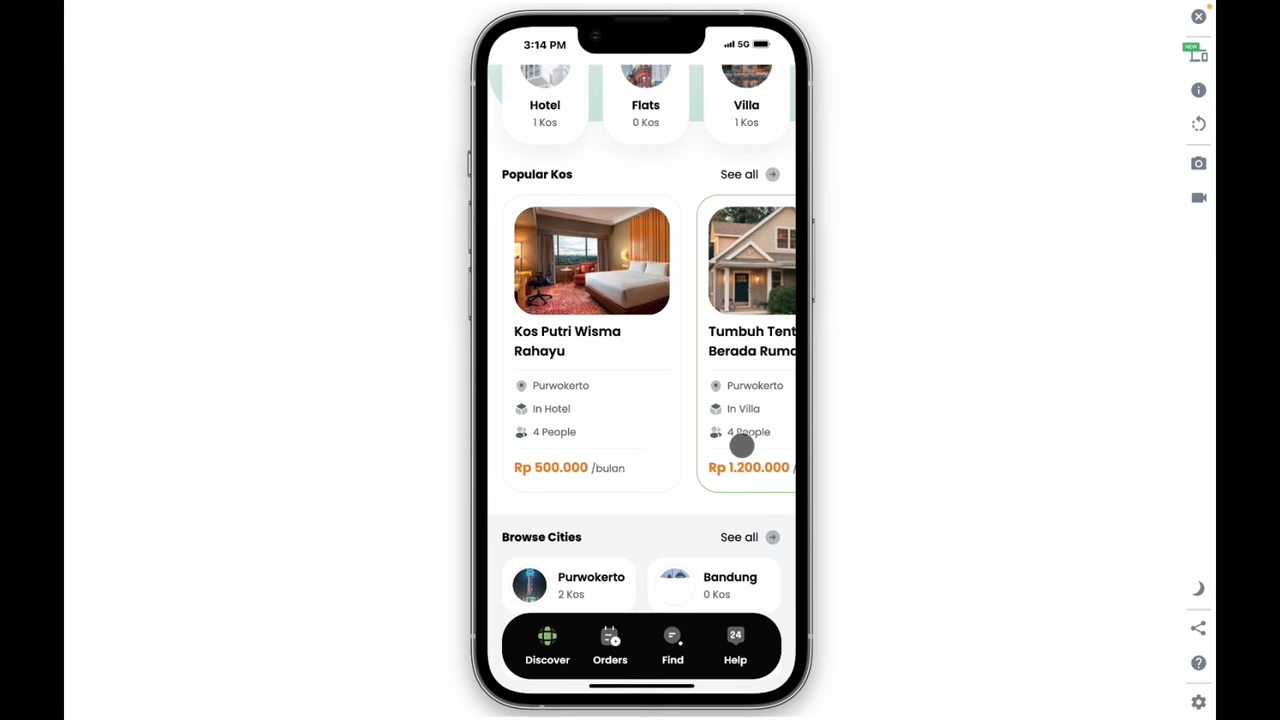 3:14 PM
5G
NEW
Hotel
Flats
Villa
1 Kos
0 Kos
1 Kos
Popular Kos
See all
Kos Putri Wisma
Rahayu
Purwokerto
In Hotel
4 People
Rp 500.000 /bulan
Tumbuh Tent
Berada Ruma
Purwokerto
In Villa
4 People
Rp 1.200.000 /
Browse Cities
See all
Purwokerto
2 Kos
Bandung
0 Kos
24
Discover
Orders
Find
Help